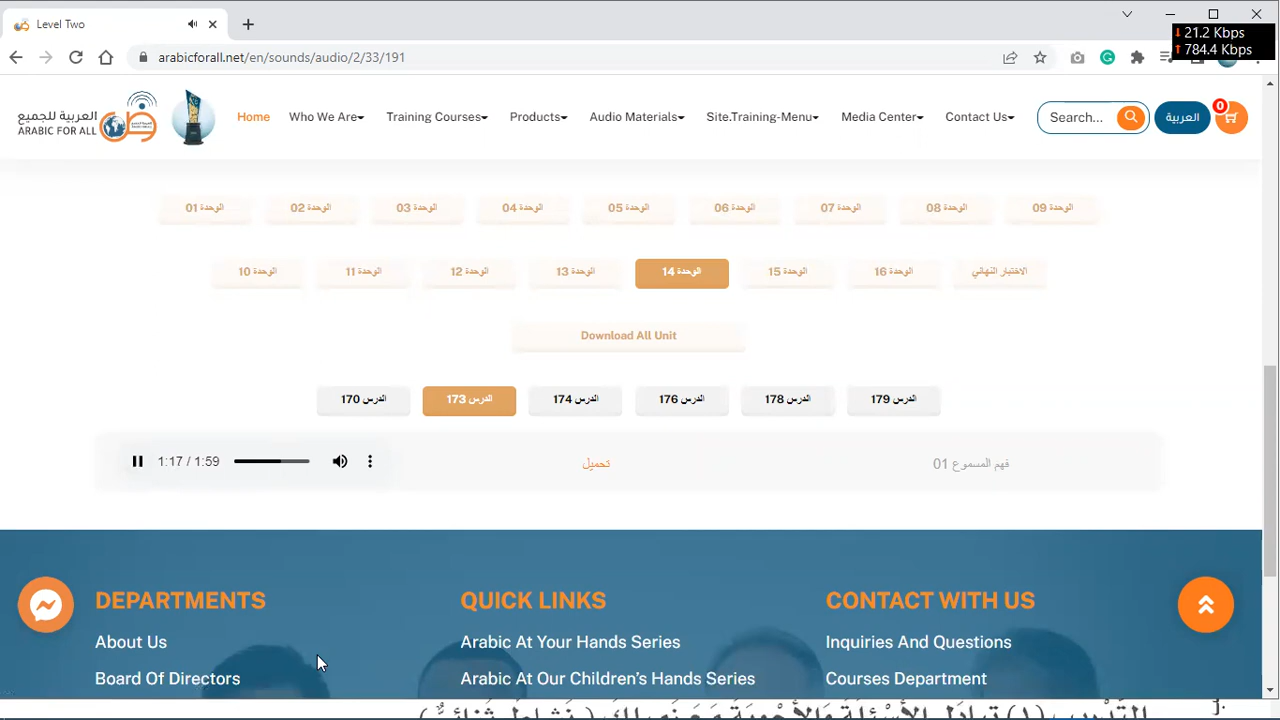 Level Two
21.2 Kbps
784.4 Kbps
arabicforall.net/en/sounds/audio/2/33/191
العربية للجميع
ARABIC FOR ALL
Home Who We Are Training Courses Products Audio Materials Site.Training-Menu Media Center Contact Us Search... العربية 0
الوحدة 01 الوحدة 02 الوحدة 03 الوحدة 04 الوحدة 05 الوحدة 06 الوحدة 07 الوحدة 08 الوحدة 09
الوحدة 10 الوحدة 11 الوحدة 12 الوحدة 13 الوحدة 14 الوحدة 15 الوحدة 16 الاختبار النهائي
Download All Unit
الدرس 170 الدرس 173 الدرس 174 الدرس 176 الدرس 178 الدرس 179
1:17 / 1:59 تحميل فهم المسموع 01
DEPARTMENTS QUICK LINKS CONTACT WITH US
About Us Arabic At Your Hands Series Inquiries And Questions
Board Of Directors Arabic At Our Children's Hands Series Courses Department